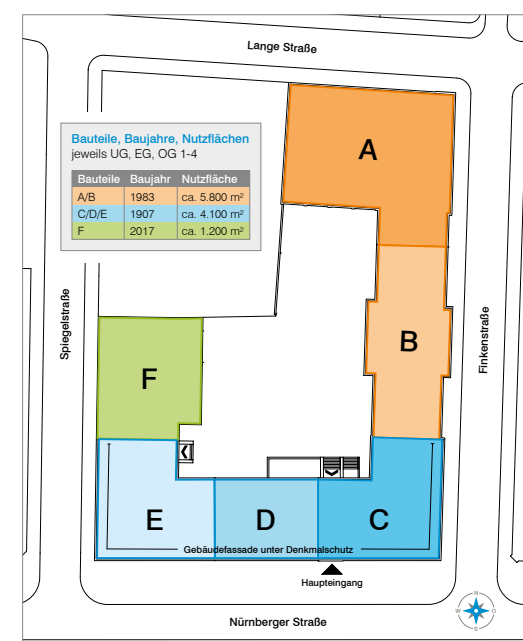 Lange Straße
Bauteile, Baujahre, Nutzflächen
jeweils UG, EG, OG 1-4
Bauteile Baujahr Nutzfläche
A/B 1983 ca. 5.800 m²
C/D/E 1907 ca. 4.100 m²
F 2017 ca. 1.200 m²
A
B
Spiegelstraße
Finkenstraße
F
E
D
C
Gebäudefassade unter Denkmalschutz
Haupteingang
Nürnberger Straße
N
W
O
S